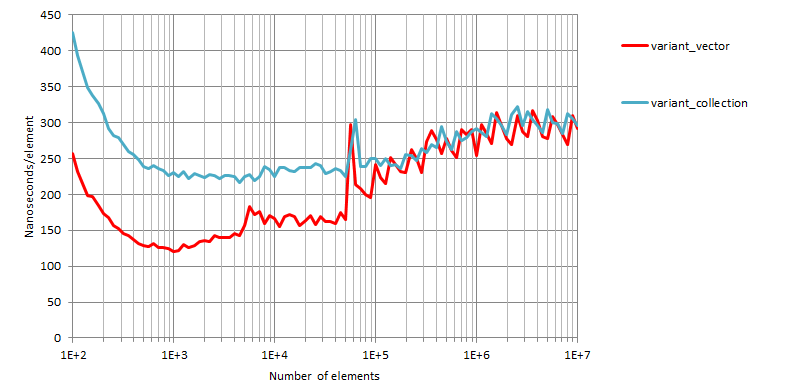 450
400
350
300
250
200
150
100
50
0
Nanoseconds/element
1E+2 1E+3 1E+4 1E+5 1E+6 1E+7
Number of elements
variant_vector
variant_collection